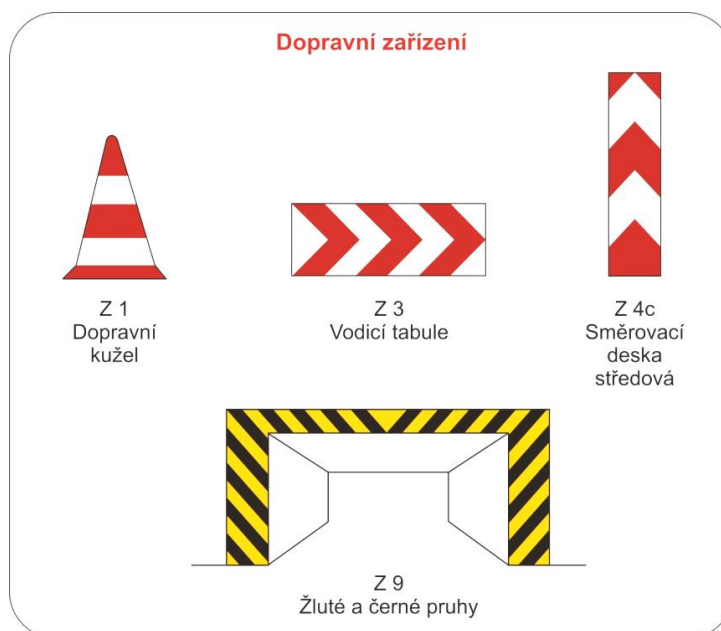 Dopravní zařízení
Z 1
Dopravní
kužel
Z 3
Vodicí tabule
Z 4c
Směrovací
deska
středová
Z 9
Žluté a černé pruhy